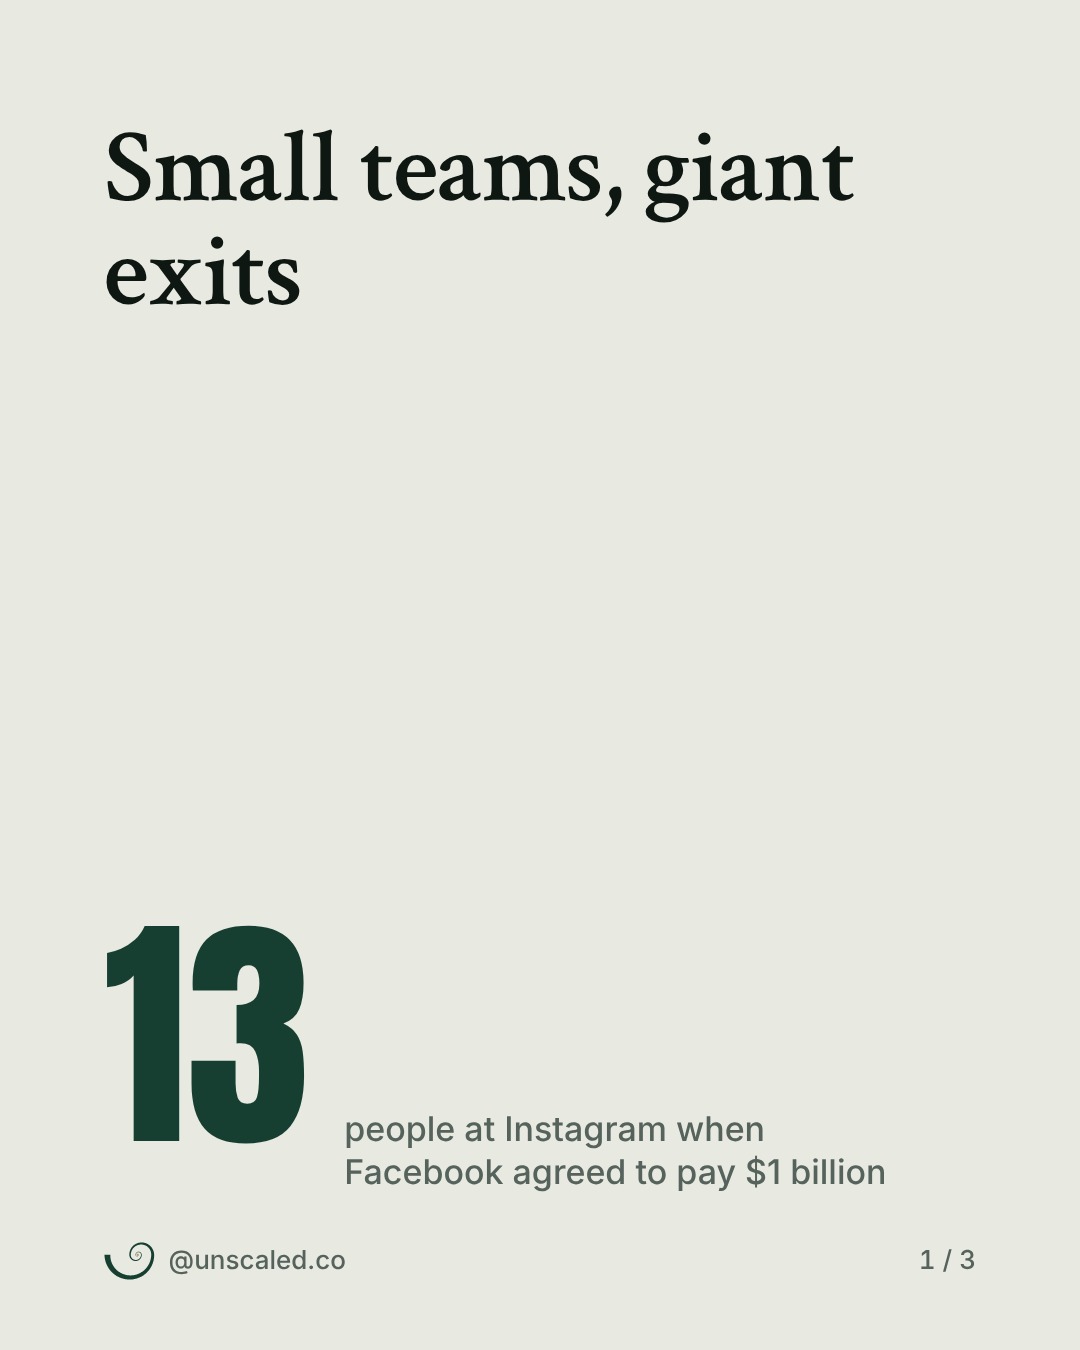 Small teams, giant
exits
13
people at Instagram when
Facebook agreed to pay $1 billion
@unscaled.co
1 / 3